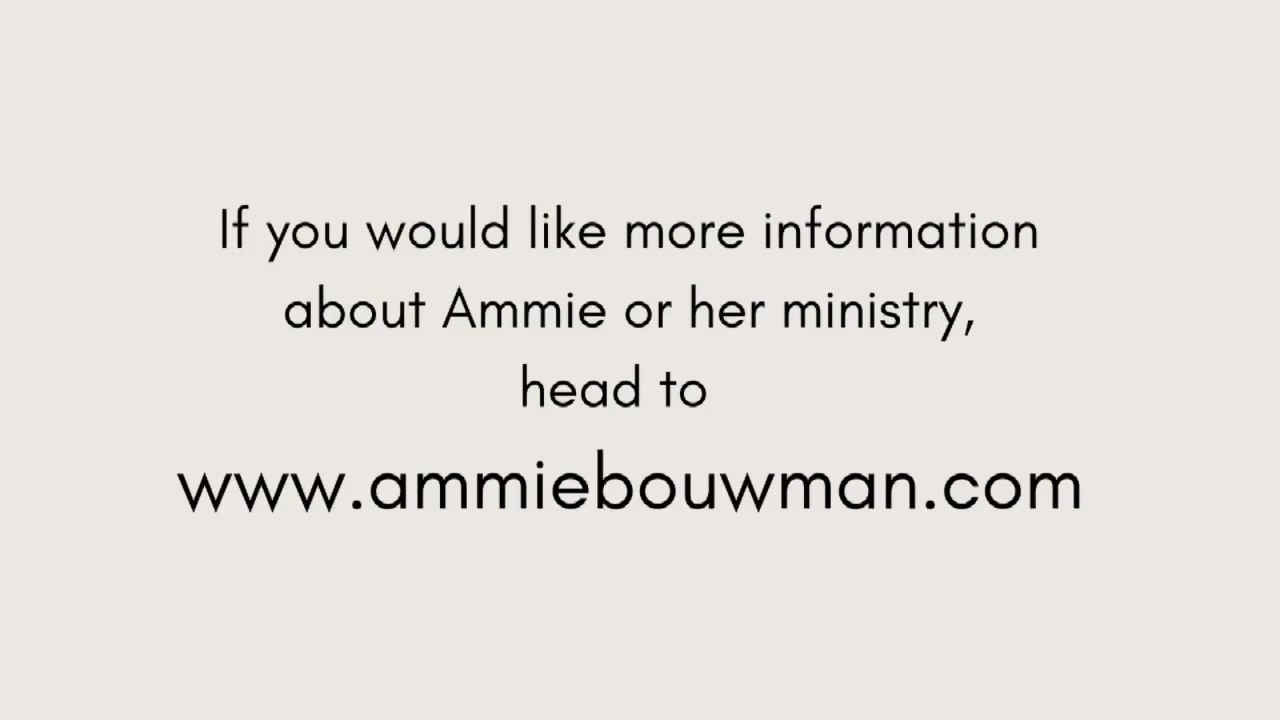 If you would like more information
about Ammie or her ministry,
head to
www.ammiebouwman.com